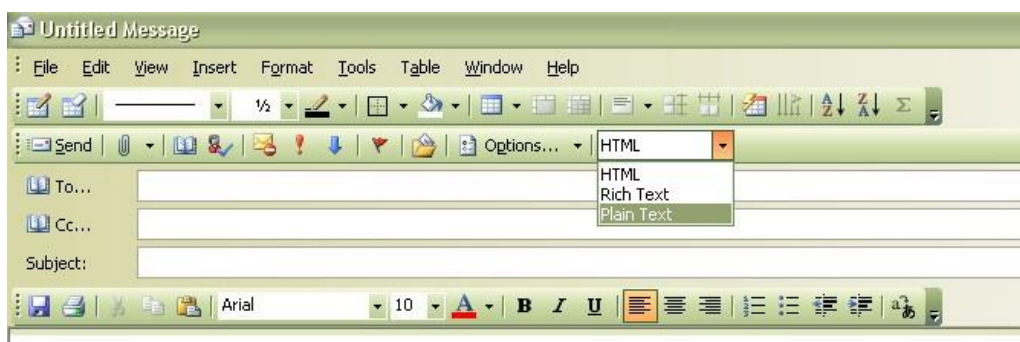 Untitled Message
File Edit View Insert Format Tools Table Window Help
½ A Z Z A Σ
Send Options... HTML
HTML
Rich Text
Plain Text
To...
Cc...
Subject:
Arial 10 A B I U